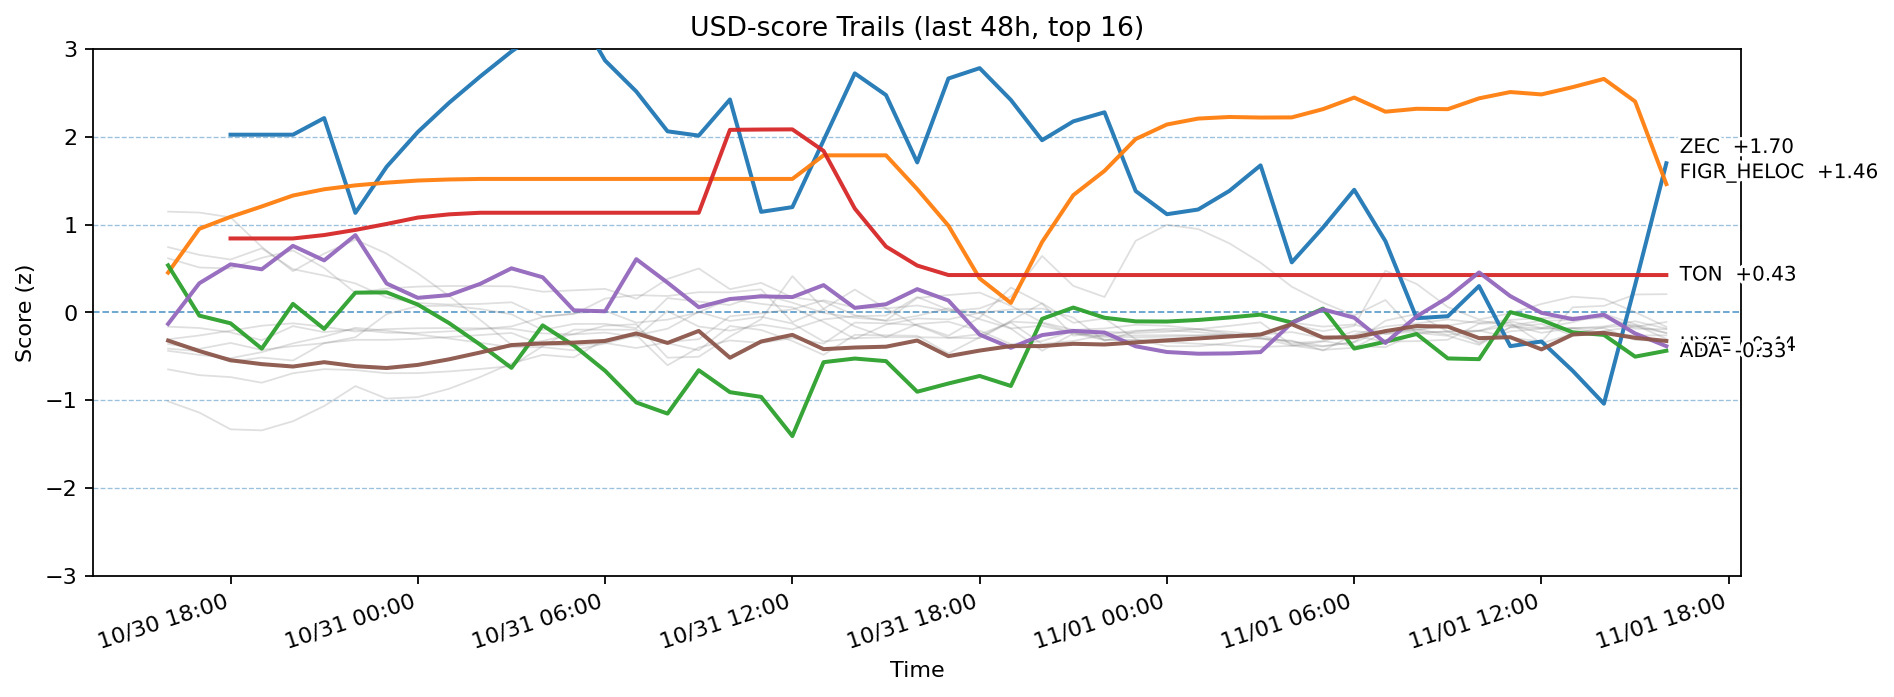 USD-score Trails (last 48h, top 16)
Score (z)
3
2
1
0
−1
−2
−3
ZEC +1.70
FIGR_HELOC +1.46
TON +0.43
ADA -0.33
10/30 18:00
10/31 00:00
10/31 06:00
10/31 12:00
10/31 18:00
11/01 00:00
11/01 06:00
11/01 12:00
11/01 18:00
Time